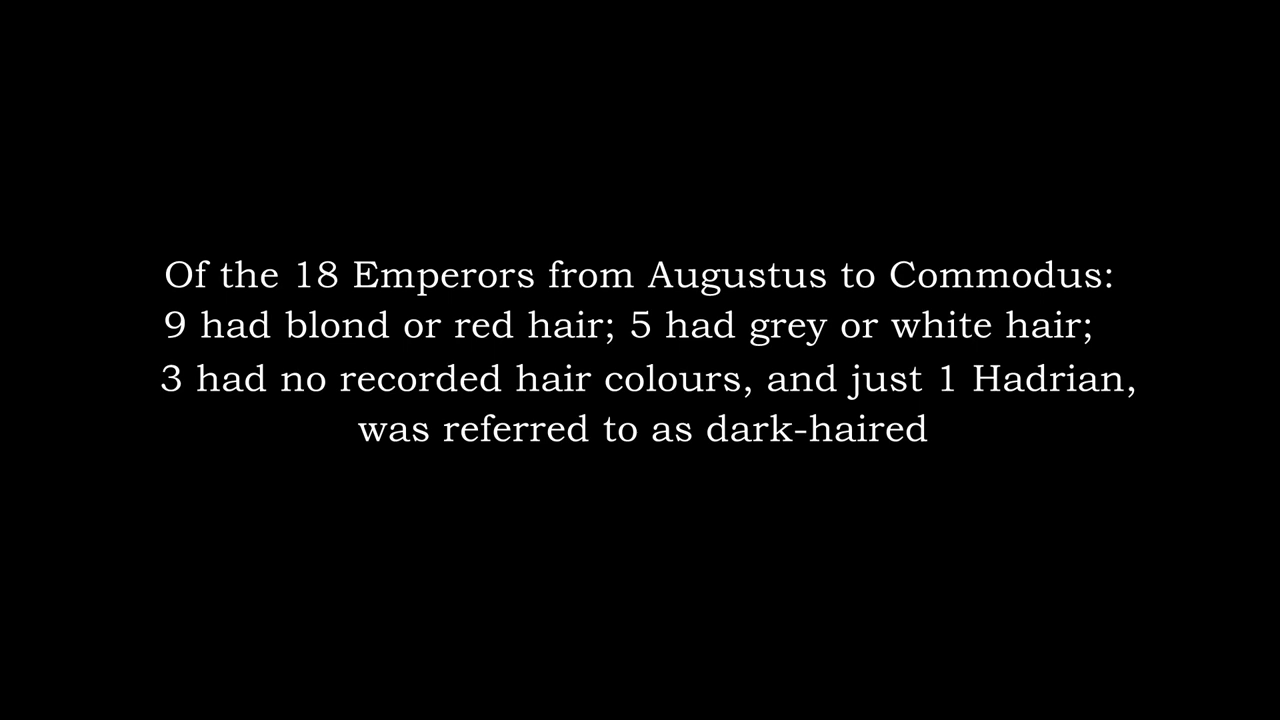 Of the 18 Emperors from Augustus to Commodus:
9 had blond or red hair; 5 had grey or white hair;
3 had no recorded hair colours, and just 1 Hadrian,
was referred to as dark-haired